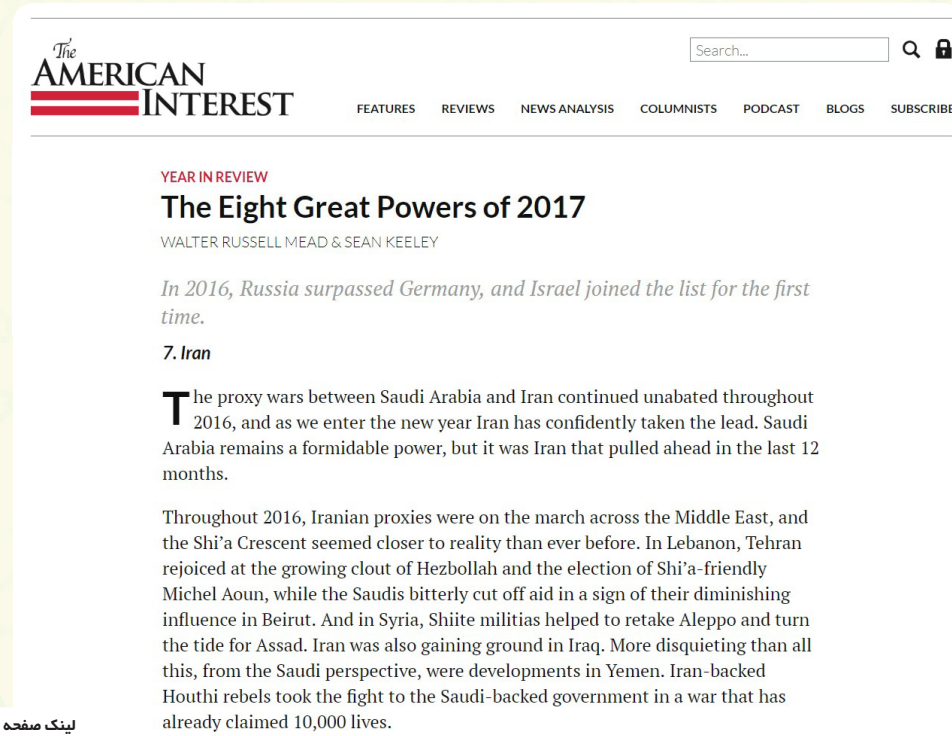 The
AMERICAN
INTEREST
Search...
FEATURES REVIEWS NEWS ANALYSIS COLUMNISTS PODCAST BLOGS SUBSCRIBE
YEAR IN REVIEW
The Eight Great Powers of 2017
WALTER RUSSELL MEAD & SEAN KEELEY
In 2016, Russia surpassed Germany, and Israel joined the list for the first
time.
7. Iran
The proxy wars between Saudi Arabia and Iran continued unabated throughout
2016, and as we enter the new year Iran has confidently taken the lead. Saudi
Arabia remains a formidable power, but it was Iran that pulled ahead in the last 12
months.
Throughout 2016, Iranian proxies were on the march across the Middle East, and
the Shi’a Crescent seemed closer to reality than ever before. In Lebanon, Tehran
rejoiced at the growing clout of Hezbollah and the election of Shi’a-friendly
Michel Aoun, while the Saudis bitterly cut off aid in a sign of their diminishing
influence in Beirut. And in Syria, Shiite militias helped to retake Aleppo and turn
the tide for Assad. Iran was also gaining ground in Iraq. More disquieting than all
this, from the Saudi perspective, were developments in Yemen. Iran-backed
Houthi rebels took the fight to the Saudi-backed government in a war that has
already claimed 10,000 lives.
لینک صفحه